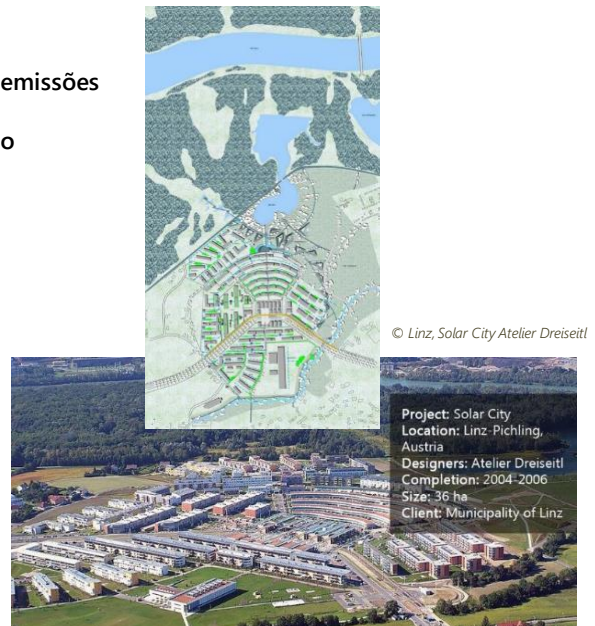 emissões
o
© Linz, Solar City Atelier Dreiseitl
Project: Solar City
Location: Linz-Pichling,
Austria
Designers: Atelier Dreiseitl
Completion: 2004-2006
Size: 36 ha
Client: Municipality of Linz